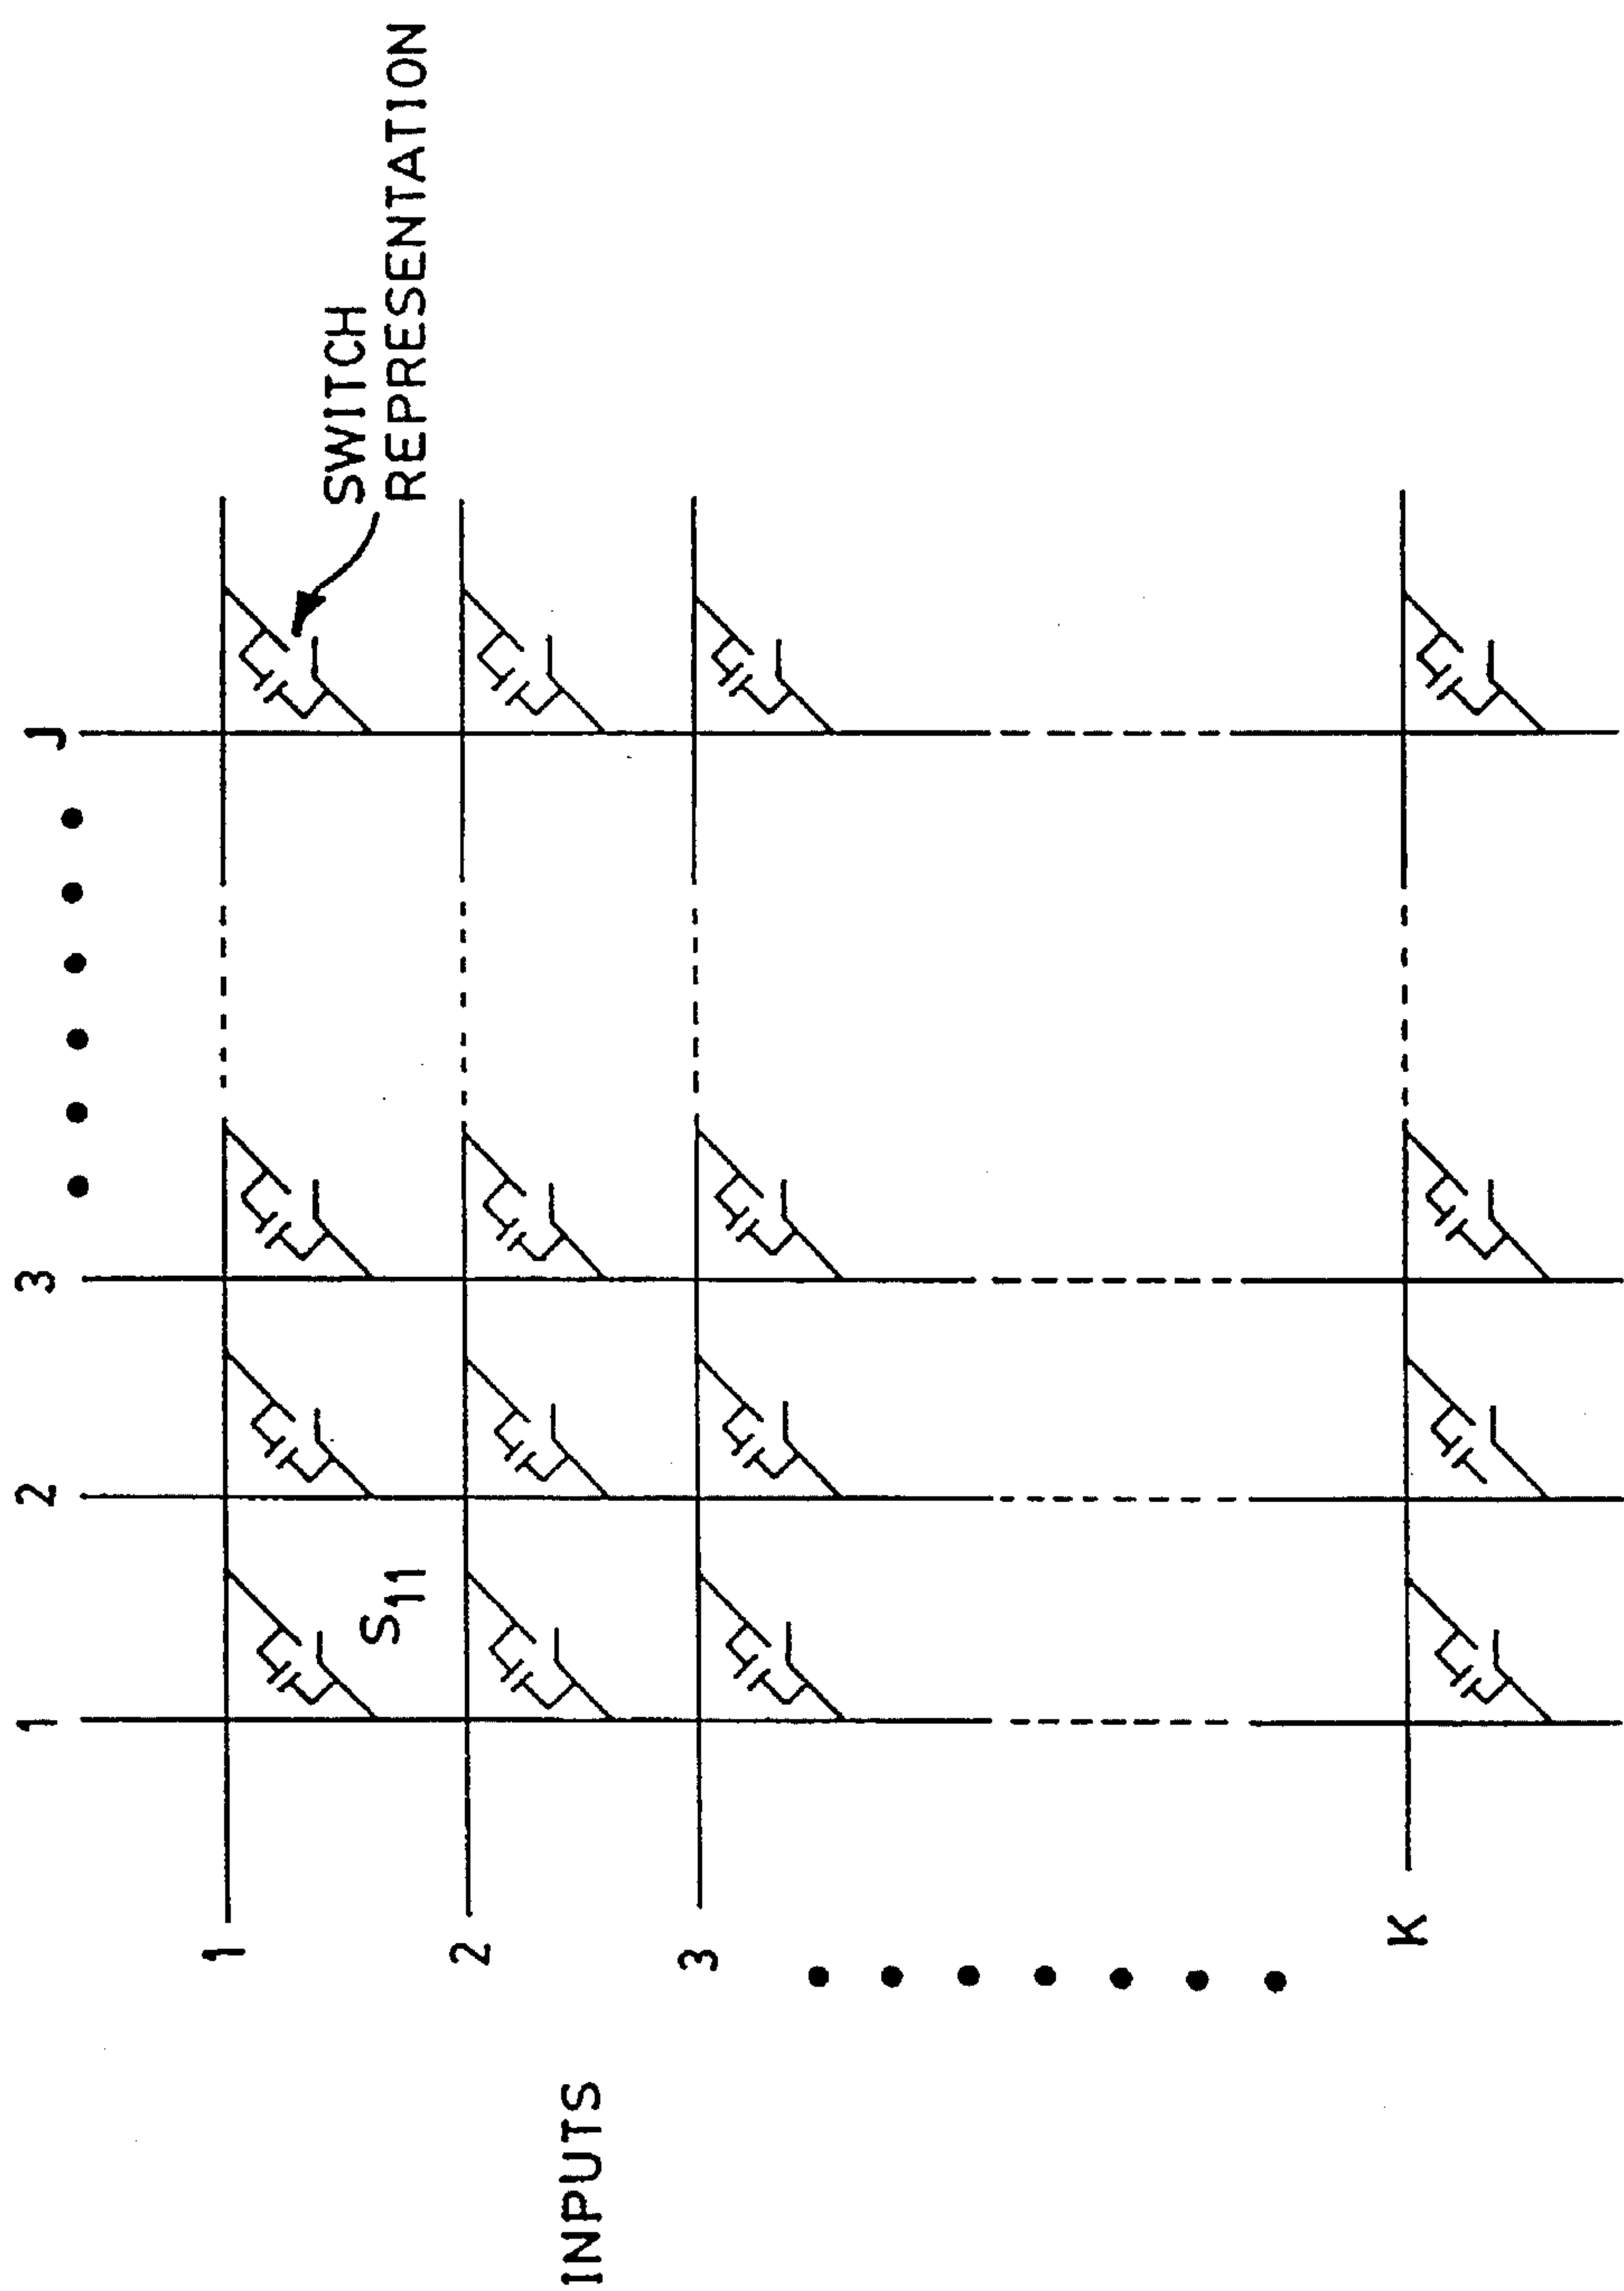 1 2 3 J
SWITCH
REPRESENTATION
1
S11
2
3
K
INPUTS